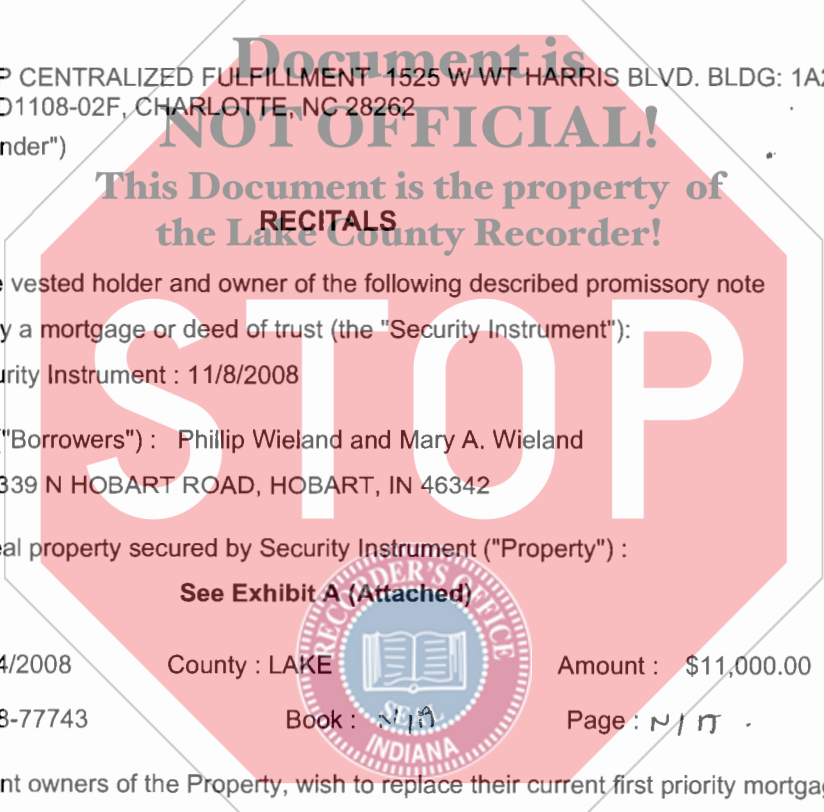 Document is
P CENTRALIZED FULFILLMENT 1525 W WT HARRIS BLVD. BLDG: 1A2
D1108-02F, CHARLOTTE, NC 28262
NOT OFFICIAL!
nder")
This Document is the property of
RECITALS
the Lake County Recorder!
e vested holder and owner of the following described promissory note
y a mortgage or deed of trust (the "Security Instrument"):
STOP
urity Instrument : 11/8/2008
("Borrowers") : Phillip Wieland and Mary A. Wieland
339 N HOBART ROAD, HOBART, IN 46342
eal property secured by Security Instrument ("Property") :
RECORDER'S OFFICE
See Exhibit A (Attached)
4/2008 County : LAKE Amount : $11,000.00
8-77743 Book : N/A Page : N/A .
SEAL
INDIANA
nt owners of the Property, wish to replace their current first priority mortgag